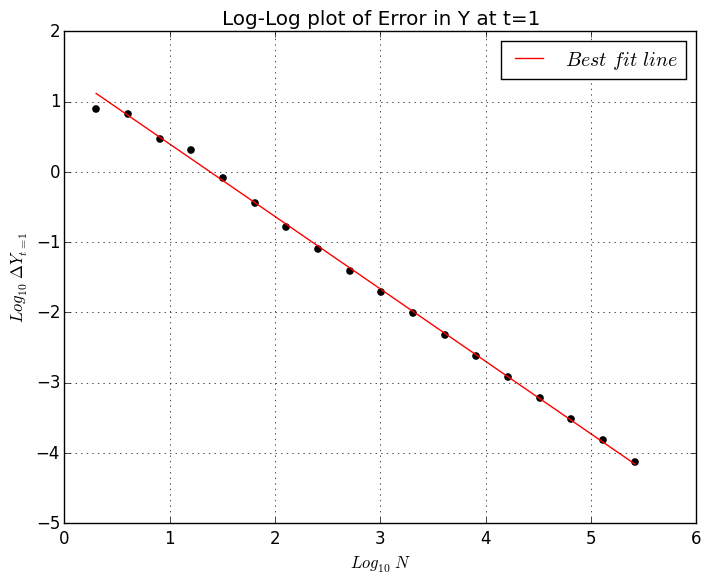 Log-Log plot of Error in Y at t=1
Best fit line
2
1
0
−1
−2
−3
−4
−5
Log₁₀ ΔYₜ₌₁
0 1 2 3 4 5 6
Log₁₀ N